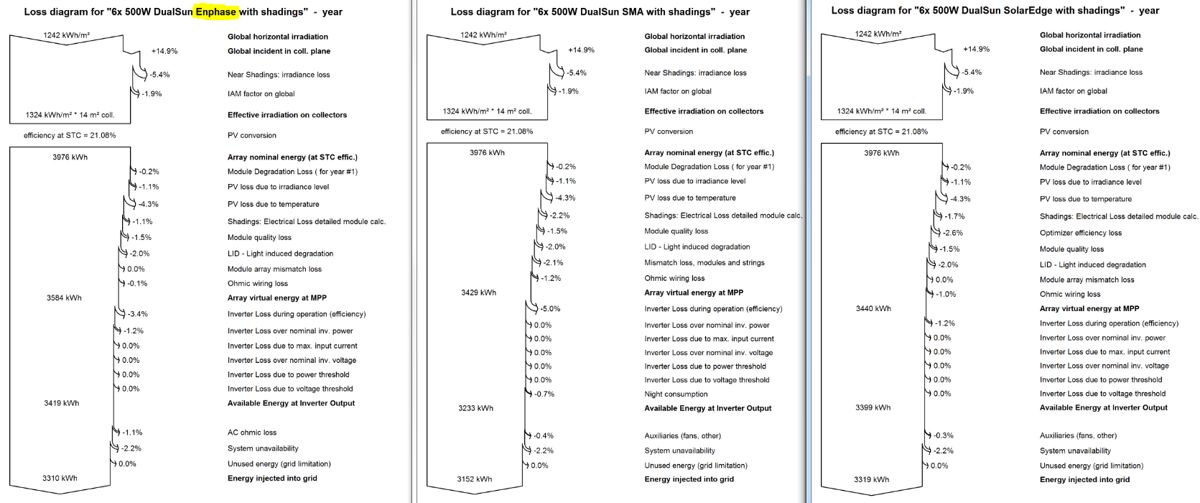 Loss diagram for "6x 500W DualSun Enphase with shadings" - year
1242 kWh/m²
Global horizontal irradiation
+14.9% Global incident in coll. plane
-5.4% Near Shadings: irradiance loss
-1.9% IAM factor on global
1324 kWh/m² * 14 m² coll. Effective irradiation on collectors
efficiency at STC = 21.08% PV conversion
3976 kWh Array nominal energy (at STC effic.)
-0.2% Module Degradation Loss ( for year #1)
-1.1% PV loss due to irradiance level
-4.3% PV loss due to temperature
-1.1% Shadings: Electrical Loss detailed module calc.
-1.5% Module quality loss
-2.0% LID - Light induced degradation
0.0% Module array mismatch loss
-0.1% Ohmic wiring loss
3584 kWh Array virtual energy at MPP
-3.4% Inverter Loss during operation (efficiency)
-1.2% Inverter Loss over nominal inv. power
0.0% Inverter Loss due to max. input current
0.0% Inverter Loss over nominal inv. voltage
0.0% Inverter Loss due to power threshold
0.0% Inverter Loss due to voltage threshold
3419 kWh Available Energy at Inverter Output
-1.1% AC ohmic loss
-2.2% System unavailability
0.0% Unused energy (grid limitation)
3310 kWh Energy injected into grid
Loss diagram for "6x 500W DualSun SMA with shadings" - year
1242 kWh/m²
Global horizontal irradiation
+14.9% Global incident in coll. plane
-5.4% Near Shadings: irradiance loss
-1.9% IAM factor on global
1324 kWh/m² * 14 m² coll. Effective irradiation on collectors
efficiency at STC = 21.08% PV conversion
3976 kWh Array nominal energy (at STC effic.)
-0.2% Module Degradation Loss ( for year #1)
-1.1% PV loss due to irradiance level
-4.3% PV loss due to temperature
-2.2% Shadings: Electrical Loss detailed module calc.
-1.5% Module quality loss
-2.0% LID - Light induced degradation
-2.1% Mismatch loss, modules and strings
-1.2% Ohmic wiring loss
3429 kWh Array virtual energy at MPP
-5.0% Inverter Loss during operation (efficiency)
0.0% Inverter Loss over nominal inv. power
0.0% Inverter Loss due to max. input current
0.0% Inverter Loss over nominal inv. voltage
0.0% Inverter Loss due to power threshold
0.0% Inverter Loss due to voltage threshold
-0.7% Night consumption
3233 kWh Available Energy at Inverter Output
-0.4% Auxiliaries (fans, other)
-2.2% System unavailability
0.0% Unused energy (grid limitation)
3152 kWh Energy injected into grid
Loss diagram for "6x 500W DualSun SolarEdge with shadings" - year
1242 kWh/m²
Global horizontal irradiation
+14.9% Global incident in coll. plane
-5.4% Near Shadings: irradiance loss
-1.9% IAM factor on global
1324 kWh/m² * 14 m² coll. Effective irradiation on collectors
efficiency at STC = 21.08% PV conversion
3976 kWh Array nominal energy (at STC effic.)
-0.2% Module Degradation Loss ( for year #1)
-1.1% PV loss due to irradiance level
-4.3% PV loss due to temperature
-1.7% Shadings: Electrical Loss detailed module calc.
-2.6% Optimizer efficiency loss
-1.5% Module quality loss
-2.0% LID - Light induced degradation
0.0% Module array mismatch loss
-1.0% Ohmic wiring loss
3440 kWh Array virtual energy at MPP
-1.2% Inverter Loss during operation (efficiency)
0.0% Inverter Loss over nominal inv. power
0.0% Inverter Loss due to max. input current
0.0% Inverter Loss over nominal inv. voltage
0.0% Inverter Loss due to power threshold
0.0% Inverter Loss due to voltage threshold
3399 kWh Available Energy at Inverter Output
-0.3% Auxiliaries (fans, other)
-2.2% System unavailability
0.0% Unused energy (grid limitation)
3319 kWh Energy injected into grid